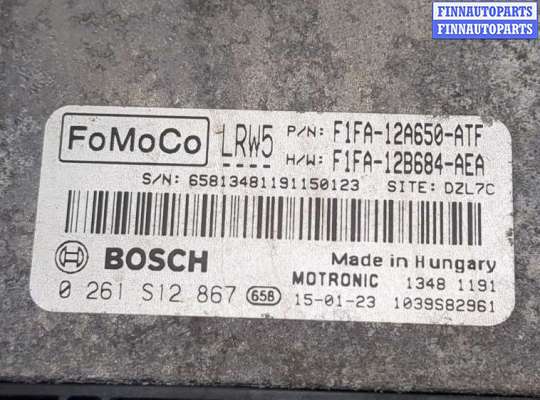 FINNAUTOPARTS
FINNAUTOPARTS
FoMoCo LRW5 P/N: F1FA-12A650-ATF
H/W: F1FA-12B684-AEA
S/N: 65813481191150123 SITE: DZL7C
BOSCH Made in Hungary
MOTRONIC 1348 1191
0 261 S12 867 658 15-01-23 1039S82961